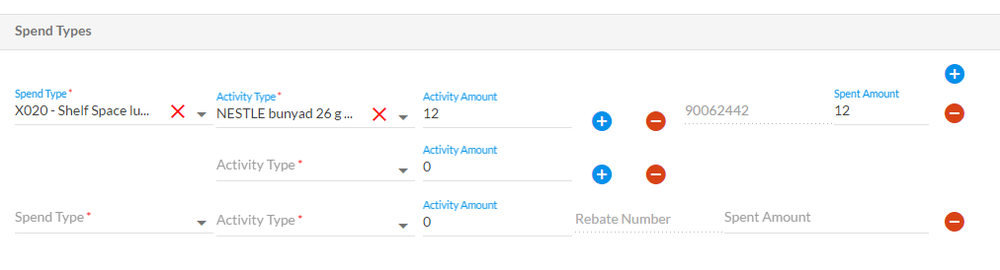 Spend Types
Spend Type * Activity Type * Activity Amount Spent Amount
X020 - Shelf Space lu... NESTLE bunyad 26 g ... 12 90062442 12
Activity Amount
Activity Type * 0
Activity Amount
Spend Type * Activity Type * 0 Rebate Number Spent Amount